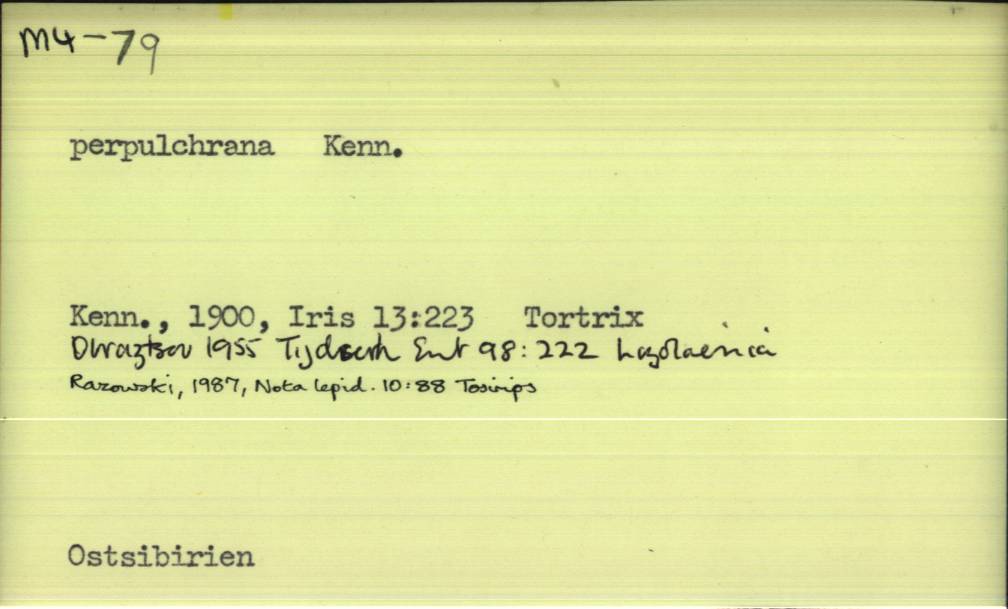 M4-79
perpulchrana Kenn.
Kenn., 1900, Iris 13:223 Tortrix
Obraztsov 1955 Tijdschr Ent 98: 222 Lozotaenia
Razowski, 1987, Nota lepid. 10:88 Tosirips
Ostsibirien